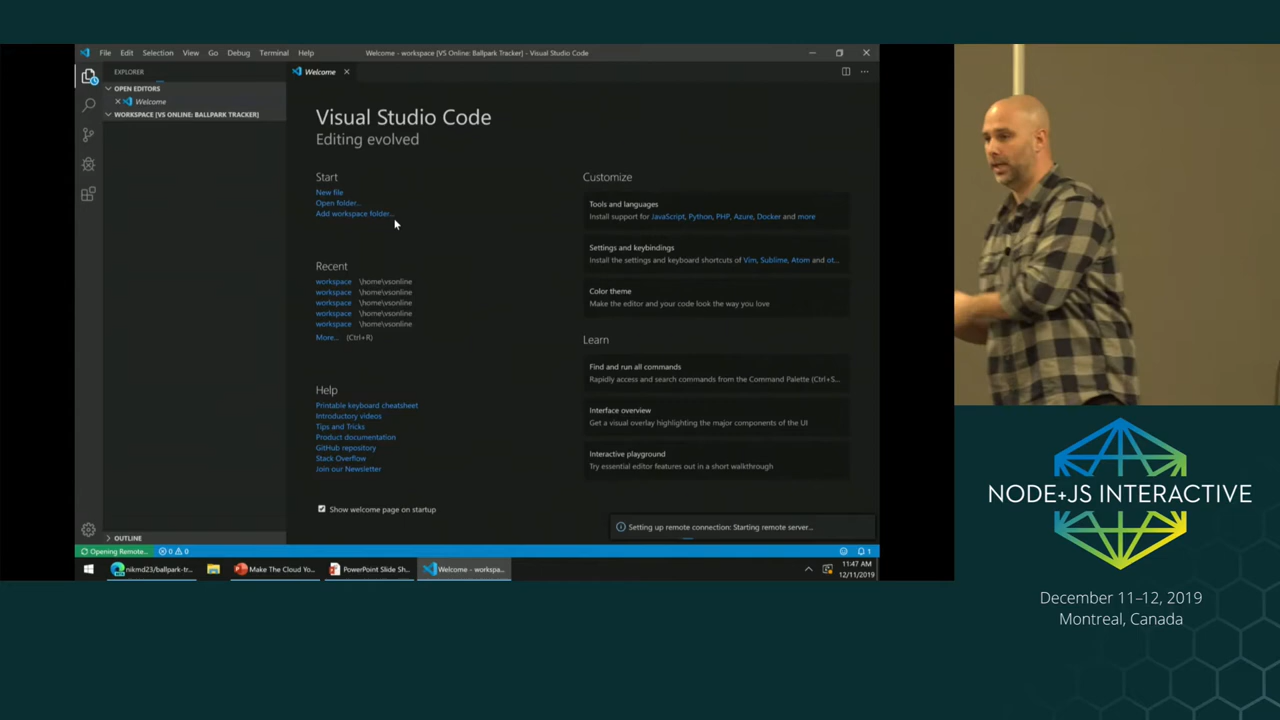 File Edit Selection View Go Debug Terminal Help
Welcome - workspace [VS Online: Ballpark Tracker] - Visual Studio Code
EXPLORER
OPEN EDITORS
Welcome
WORKSPACE [VS ONLINE: BALLPARK TRACKER]
OUTLINE
Welcome
Visual Studio Code
Editing evolved
Start
New file
Open folder...
Add workspace folder...
Recent
workspace \home\vsonline
workspace \home\vsonline
workspace \home\vsonline
workspace \home\vsonline
workspace \home\vsonline
More... (Ctrl+R)
Help
Printable keyboard cheatsheet
Introductory videos
Tips and Tricks
Product documentation
GitHub repository
Stack Overflow
Join our Newsletter
Show welcome page on startup
Customize
Tools and languages
Install support for JavaScript, Python, PHP, Azure, Docker and more
Settings and keybindings
Install the settings and keyboard shortcuts of Vim, Sublime, Atom and ot...
Color theme
Make the editor and your code look the way you love
Learn
Find and run all commands
Rapidly access and search commands from the Command Palette (Ctrl+S...
Interface overview
Get a visual overlay highlighting the major components of the UI
Interactive playground
Try essential editor features out in a short walkthrough
Setting up remote connection: Starting remote server...
Opening Remote... 0 0 1
nikmd23/ballpark-tr... Make The Cloud Yo... PowerPoint Slide Sh... Welcome - workspa...
11:47 AM
12/11/2019
NODE+JS INTERACTIVE
December 11–12, 2019
Montreal, Canada